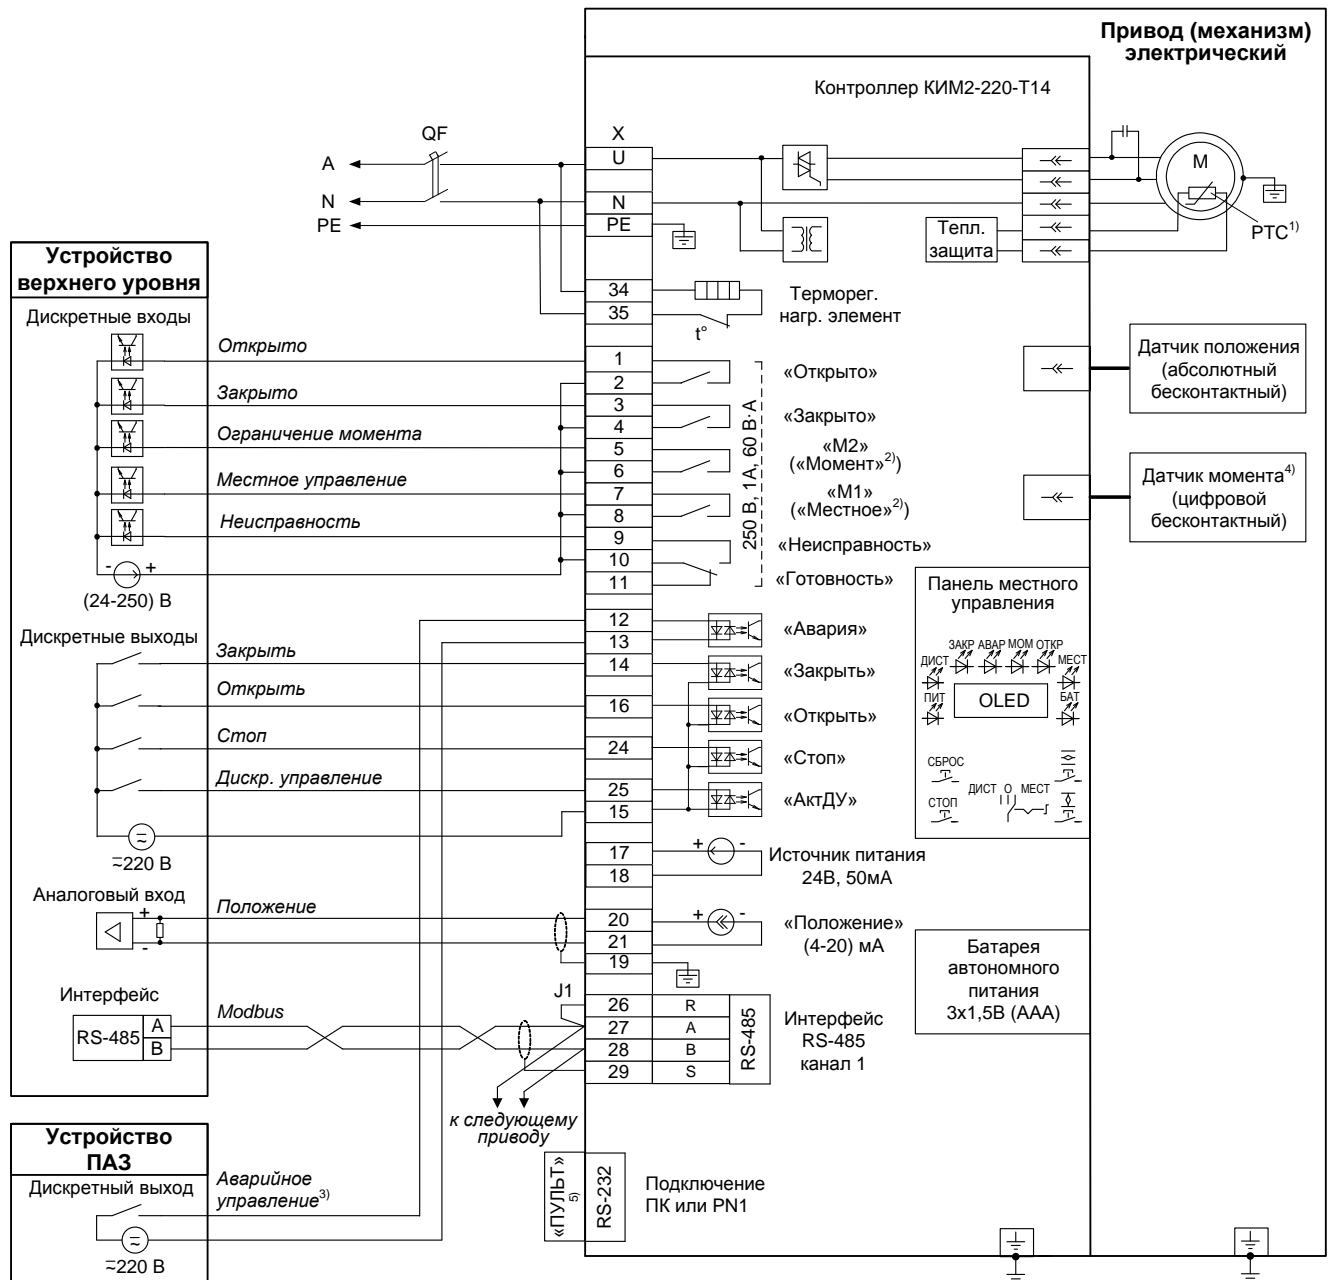 Привод (механизм)
электрический
Контроллер КИМ2-220-Т14
QF
X
A
U
N
N
PE
PE
M
PTC¹⁾
Тепл.
защита
34
35
t°
Терморег.
нагр. элемент
Устройство
верхнего уровня
Дискретные входы
Открыто
Закрыто
Ограничение момента
Местное управление
Неисправность
- +
(24-250) В
1
2
3
4
5
6
7
8
9
10
11
250 В, 1А, 60 В·А
«Открыто»
«Закрыто»
«М2»
(«Момент»²⁾)
«М1»
(«Местное»²⁾)
«Неисправность»
«Готовность»
Датчик положения
(абсолютный
бесконтактный)
Датчик момента⁴⁾
(цифровой
бесконтактный)
Дискретные выходы
Закрыть
Открыть
Стоп
Дискр. управление
≂220 В
12
13
14
16
24
25
15
«Авария»
«Закрыть»
«Открыть»
«Стоп»
«АктДУ»
Панель местного
управления
ЗАКР АВАР МОМ ОТКР
ДИСТ
МЕСТ
ПИТ
OLED
БАТ
СБРОС
ДИСТ О МЕСТ
СТОП
17
18
+ -
Источник питания
24В, 50мА
Аналоговый вход
+
-
Положение
20
21
19
+ -
«Положение»
(4-20) мА
Батарея
автономного
питания
3х1,5В (ААА)
Интерфейс
RS-485
A
B
Modbus
J1
26 R
27 A
28 B
29 S
RS-485
Интерфейс
RS-485
канал 1
к следующему
приводу
Устройство
ПАЗ
Дискретный выход
Аварийное
управление³⁾
≂220 В
«ПУЛЬТ»
5)
RS-232
Подключение
ПК или PN1